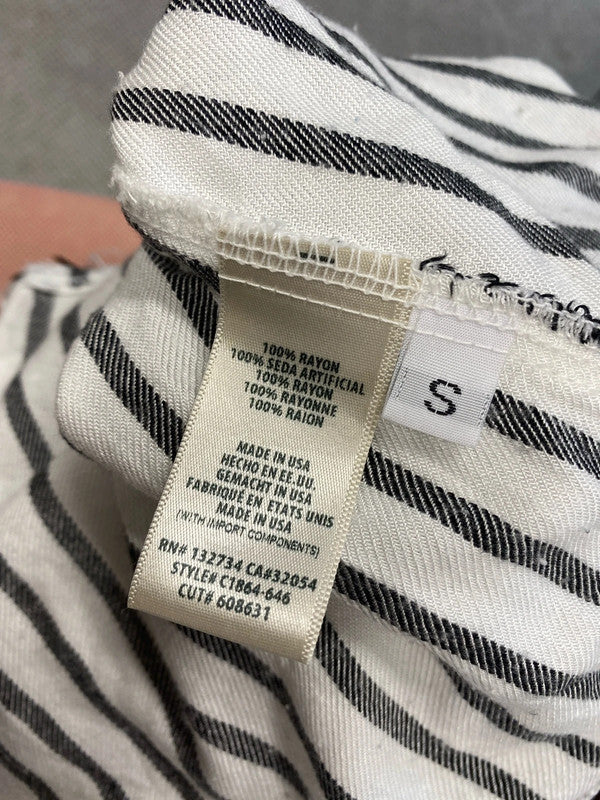 100% RAYON
100% SEDA ARTIFICIAL
100% RAYON
100% RAYONNE
100% RAION
MADE IN USA
HECHO EN EE.UU.
GEMACHT IN USA
FABRIQUÉ EN ETATS UNIS
MADE IN USA
(WITH IMPORT COMPONENTS)
RN# 132734 CA#32054
STYLE# C1864-646
CUT# 608631
S